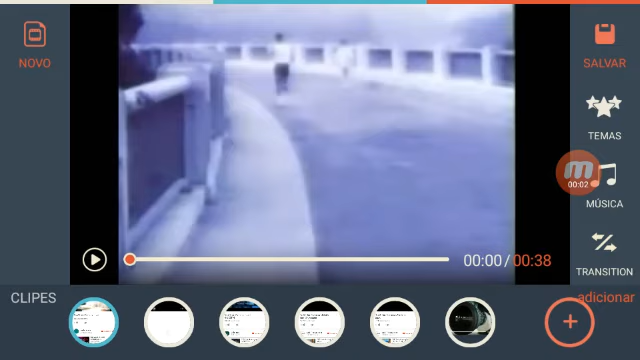 NOVO
SALVAR
TEMAS
m
00:02
MÚSICA
00:00/00:38
TRANSITION
CLIPES
adicionar